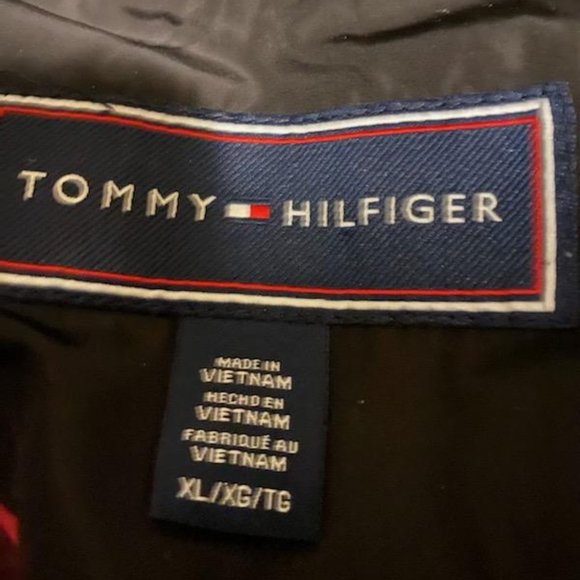 TOMMY HILFIGER
MADE IN
VIETNAM
HECHO EN
VIETNAM
FABRIQUÉ AU
VIETNAM
XL/XG/TG